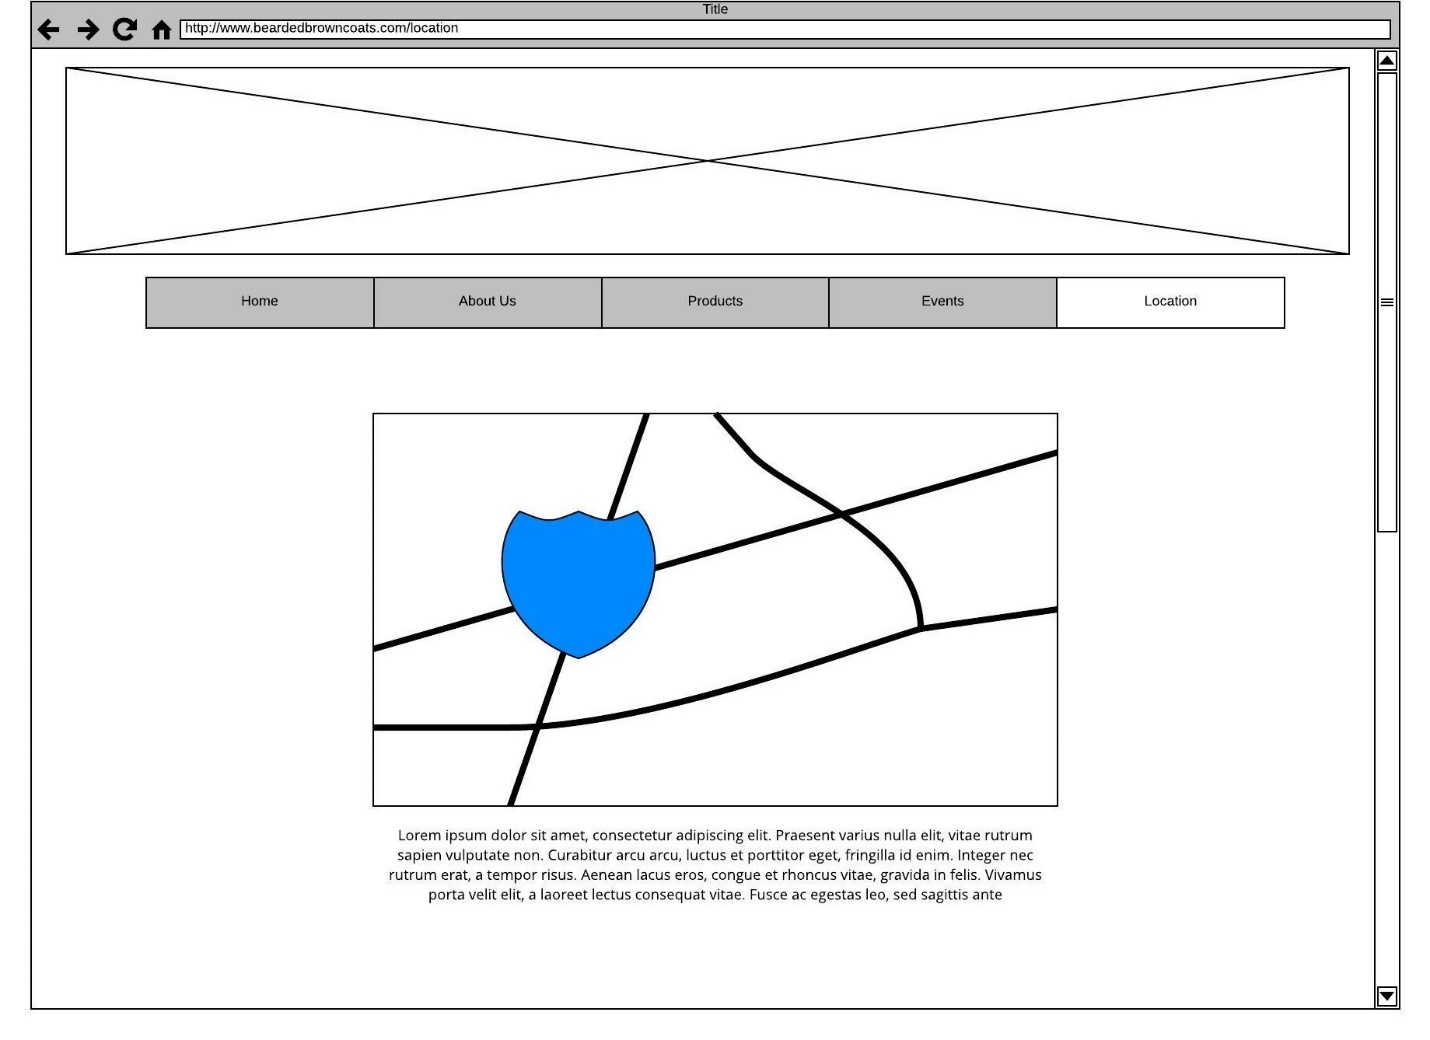 Title
http://www.beardedbrowncoats.com/location
Home
About Us
Products
Events
Location
Lorem ipsum dolor sit amet, consectetur adipiscing elit. Praesent varius nulla elit, vitae rutrum
sapien vulputate non. Curabitur arcu arcu, luctus et porttitor eget, fringilla id enim. Integer nec
rutrum erat, a tempor risus. Aenean lacus eros, congue et rhoncus vitae, gravida in felis. Vivamus
porta velit elit, a laoreet lectus consequat vitae. Fusce ac egestas leo, sed sagittis ante